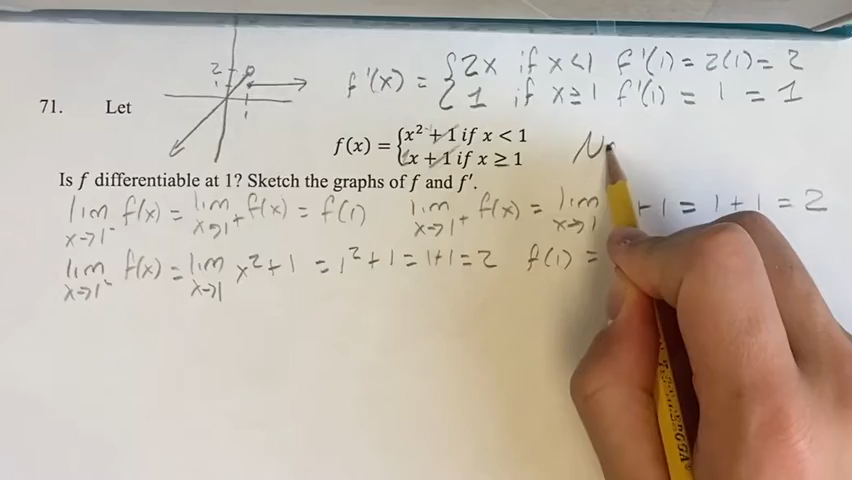 2
1
1
f'(x) = { 2x if x<1 f'(1) = 2(1) = 2
1 if x ≥ 1 f'(1) = 1 = 1
71. Let
f(x) = { x² + 1 if x < 1
x + 1 if x ≥ 1
N
Is f differentiable at 1? Sketch the graphs of f and f′.
lim x→1⁻ f(x) = lim x→1⁺ f(x) = f(1) lim x→1⁺ f(x) = lim x→1 +1 = 1+1 = 2
lim x→1⁻ f(x) = lim x→1 x²+1 = 1²+1 = 1+1 = 2 f(1) =